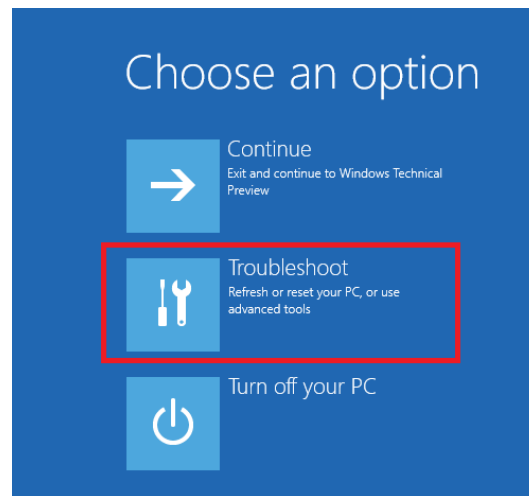 Choose an option
Continue
Exit and continue to Windows Technical
Preview
Troubleshoot
Refresh or reset your PC, or use
advanced tools
Turn off your PC